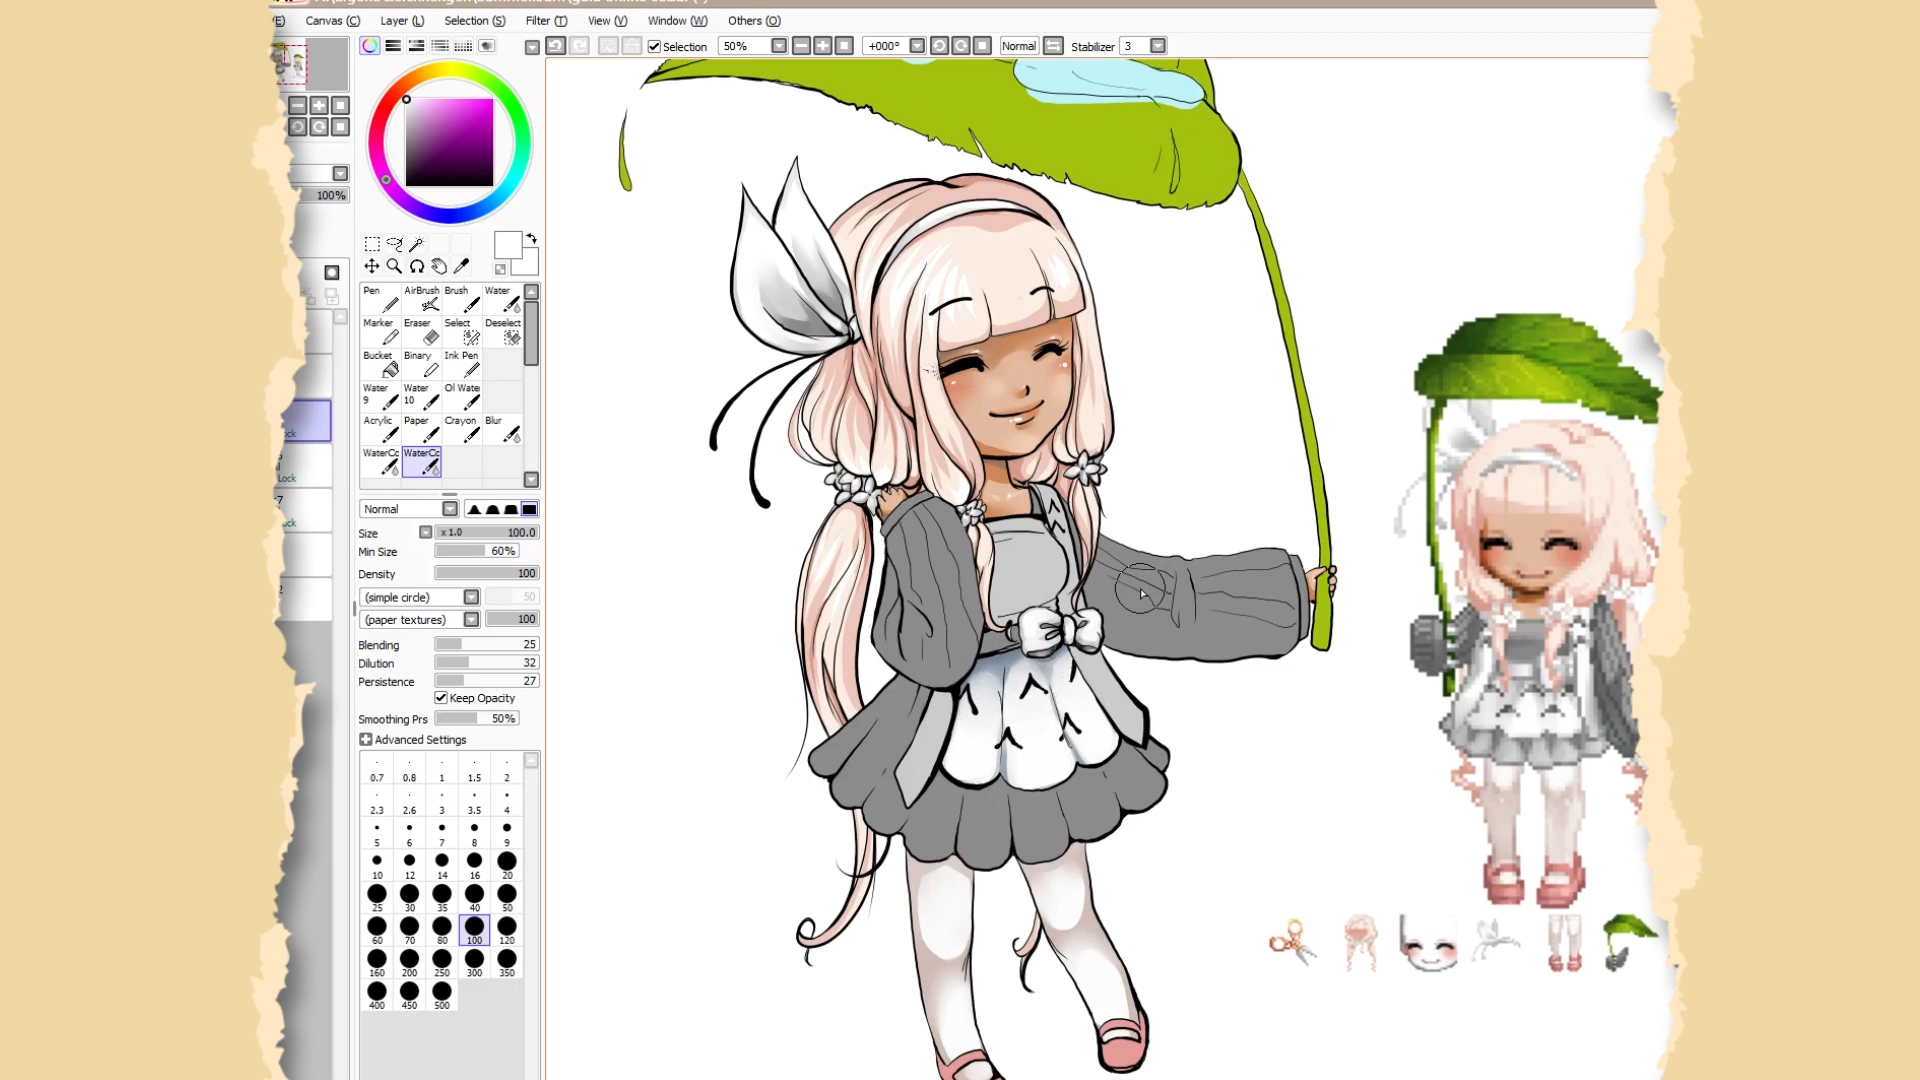 (E) Canvas (C) Layer (L) Selection (S) Filter (T) View (V) Window (W) Others (O)
Selection 50% +000° Normal Stabilizer 3
100%
Pen AirBrush Brush Water
Marker Eraser Select Deselect
Bucket Binary Ink Pen
Water 9 Water 10 Ol Wate
Acrylic Paper Crayon Blur
WaterCc WaterCc
ock
Lock
ock
Normal
Size x 1.0 100.0
Min Size 60%
Density 100
(simple circle) 50
(paper textures) 100
Blending 25
Dilution 32
Persistence 27
Keep Opacity
Smoothing Prs 50%
Advanced Settings
0.7 0.8 1 1.5 2
2.3 2.6 3 3.5 4
5 6 7 8 9
10 12 14 16 20
25 30 35 40 50
60 70 80 100 120
160 200 250 300 350
400 450 500